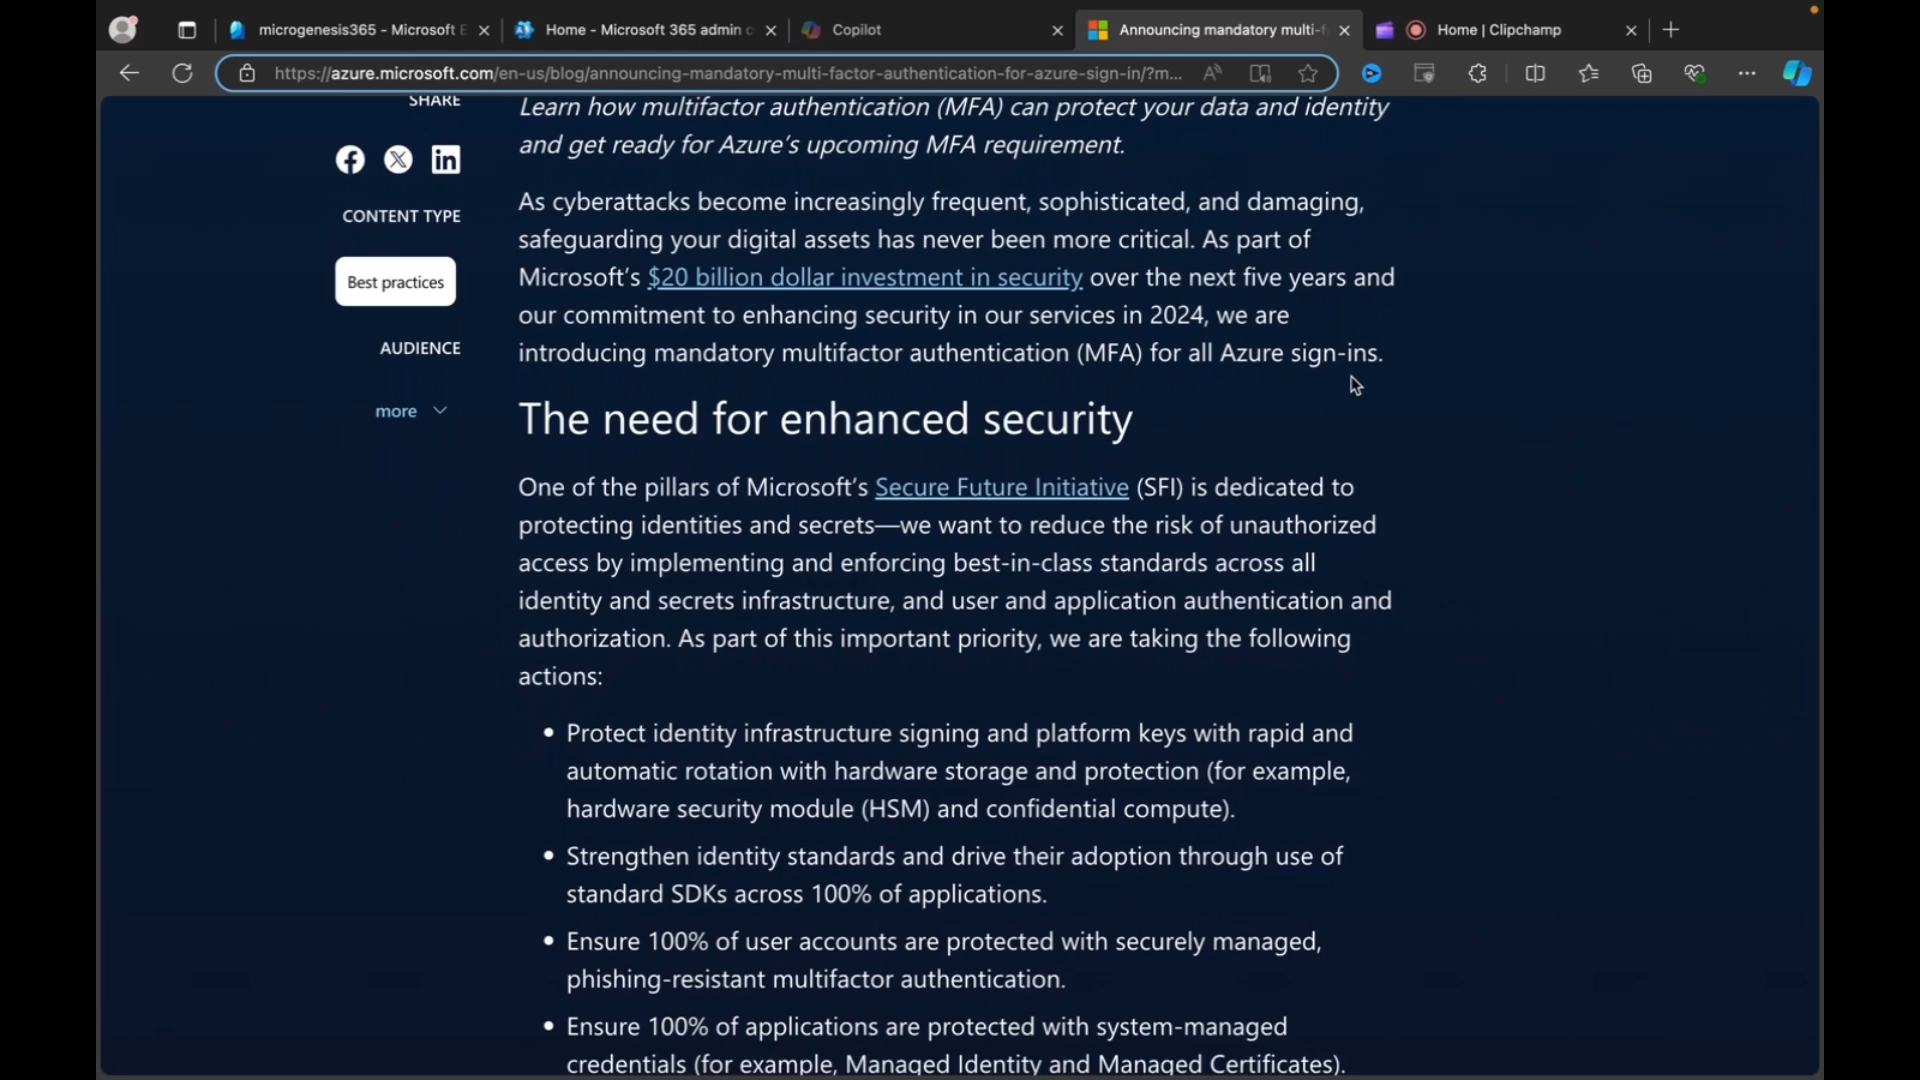 microgenesis365 - Microsoft E
Home - Microsoft 365 admin c
Copilot
Announcing mandatory multi-f
Home | Clipchamp
https://azure.microsoft.com/en-us/blog/announcing-mandatory-multi-factor-authentication-for-azure-sign-in/?m...
SHARE
CONTENT TYPE
Best practices
AUDIENCE
more
Learn how multifactor authentication (MFA) can protect your data and identity
and get ready for Azure’s upcoming MFA requirement.
As cyberattacks become increasingly frequent, sophisticated, and damaging,
safeguarding your digital assets has never been more critical. As part of
Microsoft’s $20 billion dollar investment in security over the next five years and
our commitment to enhancing security in our services in 2024, we are
introducing mandatory multifactor authentication (MFA) for all Azure sign-ins.
The need for enhanced security
One of the pillars of Microsoft’s Secure Future Initiative (SFI) is dedicated to
protecting identities and secrets—we want to reduce the risk of unauthorized
access by implementing and enforcing best-in-class standards across all
identity and secrets infrastructure, and user and application authentication and
authorization. As part of this important priority, we are taking the following
actions:
• Protect identity infrastructure signing and platform keys with rapid and
automatic rotation with hardware storage and protection (for example,
hardware security module (HSM) and confidential compute).
• Strengthen identity standards and drive their adoption through use of
standard SDKs across 100% of applications.
• Ensure 100% of user accounts are protected with securely managed,
phishing-resistant multifactor authentication.
• Ensure 100% of applications are protected with system-managed
credentials (for example, Managed Identity and Managed Certificates).